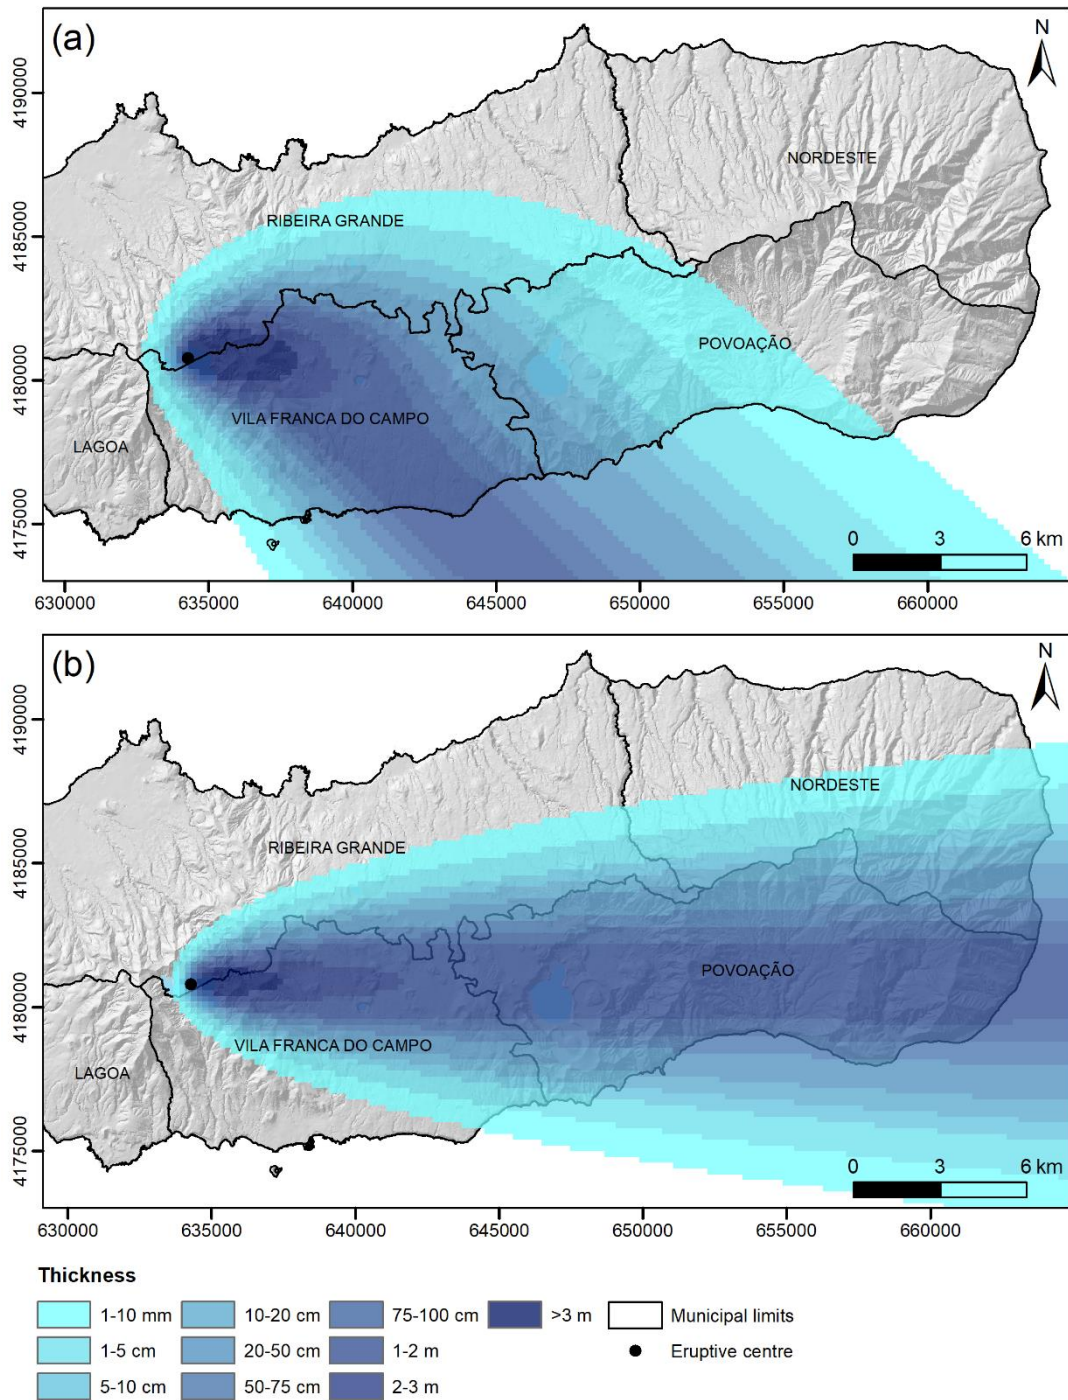 (a)
N
4190000
4185000
4180000
4175000
NORDESTE
RIBEIRA GRANDE
POVOAÇÃO
VILA FRANCA DO CAMPO
LAGOA
0 3 6 km
630000 635000 640000 645000 650000 655000 660000
(b)
N
4190000
4185000
4180000
4175000
NORDESTE
RIBEIRA GRANDE
POVOAÇÃO
VILA FRANCA DO CAMPO
LAGOA
0 3 6 km
630000 635000 640000 645000 650000 655000 660000
Thickness
1-10 mm 10-20 cm 75-100 cm >3 m Municipal limits
1-5 cm 20-50 cm 1-2 m Eruptive centre
5-10 cm 50-75 cm 2-3 m